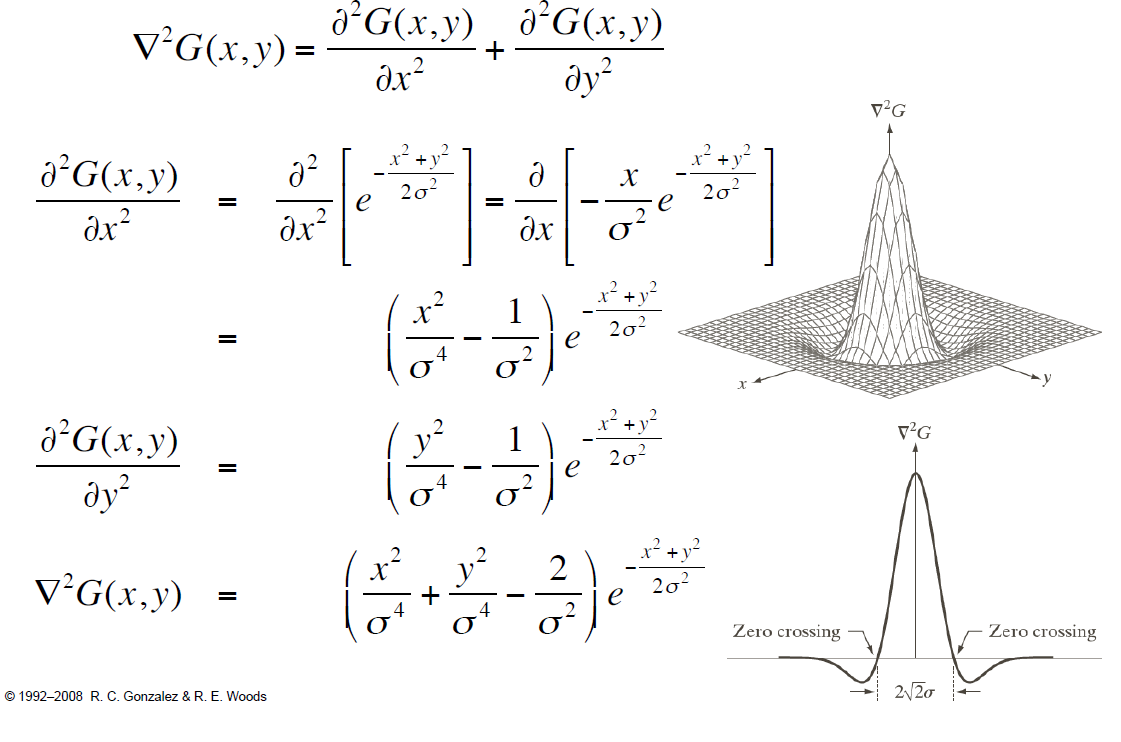 ∇²G(x,y) = ∂²G(x,y)/∂x² + ∂²G(x,y)/∂y²
∂²G(x,y)/∂x² = ∂²/∂x² [ e^(-(x²+y²)/(2σ²)) ] = ∂/∂x [ -(x/σ²) e^(-(x²+y²)/(2σ²)) ]
= ( x²/σ⁴ - 1/σ² ) e^(-(x²+y²)/(2σ²))
∂²G(x,y)/∂y² = ( y²/σ⁴ - 1/σ² ) e^(-(x²+y²)/(2σ²))
∇²G(x,y) = ( x²/σ⁴ + y²/σ⁴ - 2/σ² ) e^(-(x²+y²)/(2σ²))
∇²G
x
y
∇²G
Zero crossing
Zero crossing
2√2σ
© 1992–2008 R. C. Gonzalez & R. E. Woods